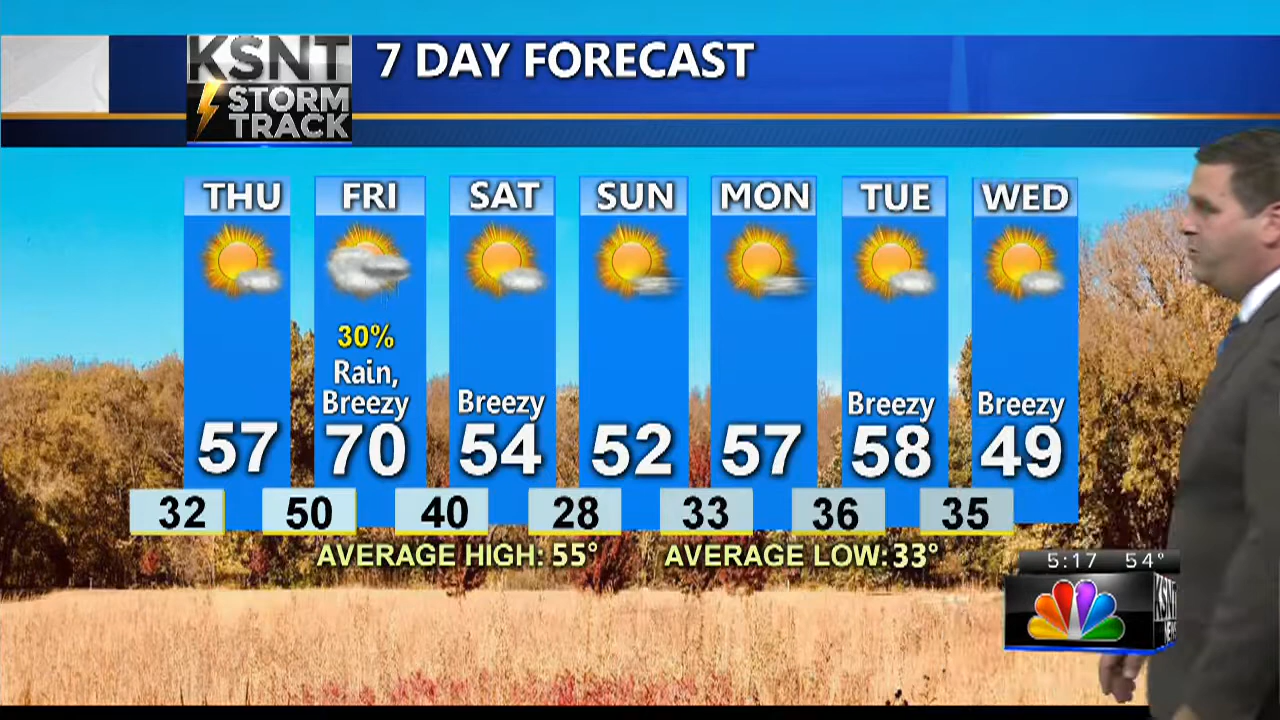 KSNT
STORM
TRACK
7 DAY FORECAST
THU FRI SAT SUN MON TUE WED
30%
Rain,
Breezy Breezy Breezy Breezy
57 70 54 52 57 58 49
32 50 40 28 33 36 35
AVERAGE HIGH: 55° AVERAGE LOW: 33°
5:17 54°
KSNT
NEWS